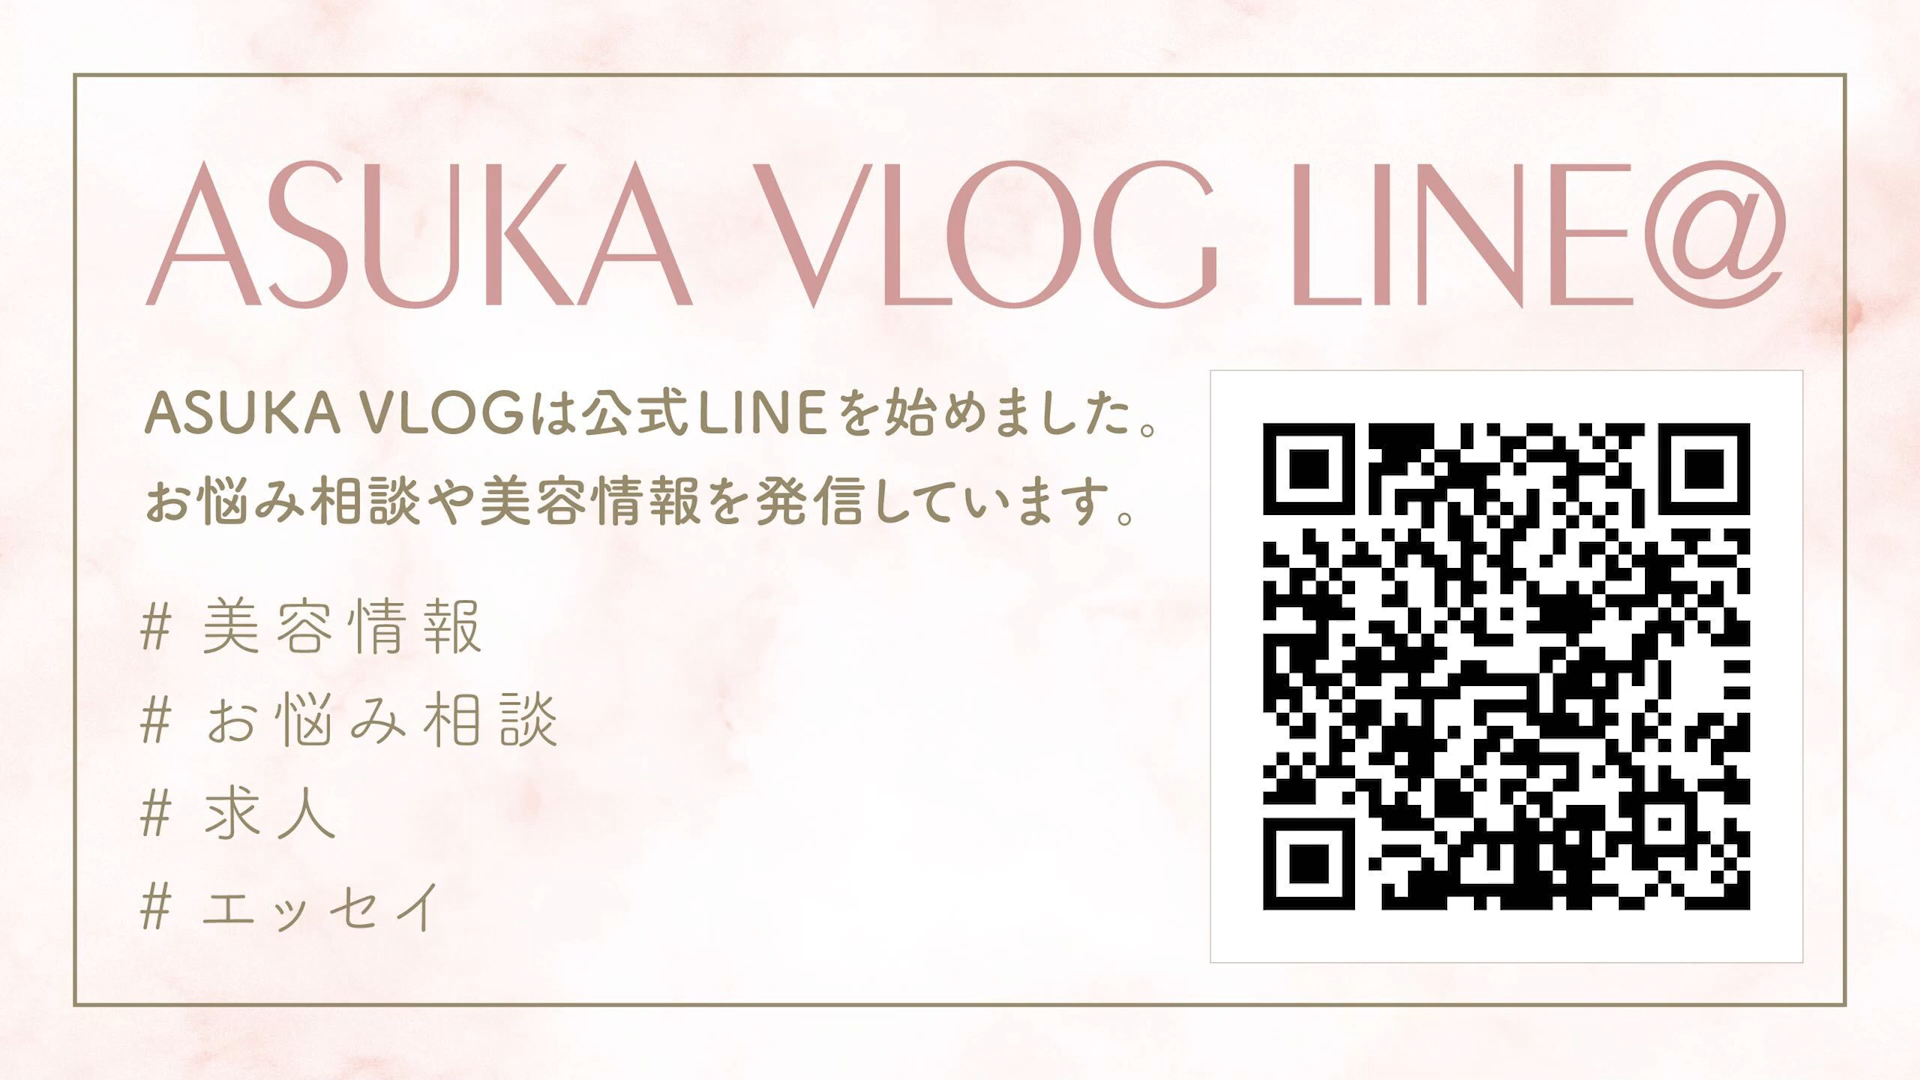 ASUKA VLOG LINE@
ASUKA VLOGは公式LINEを始めました。
お悩み相談や美容情報を発信しています。
# 美容情報
# お悩み相談
# 求人
# エッセイ